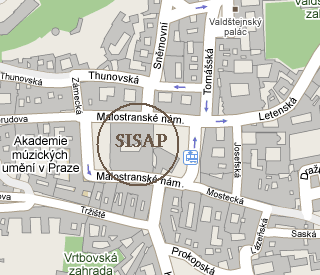 Valdštejnský
palác
Sněmovní
Tomášská
Thunovská
Thunovská
Zámecká
Malostranské nám.
Letenská
SISAP
Akademie
múzických
umění v Praze
Josefská
Malostranské nám.
Mostecká
Tržiště
Saská
Vrtbovská
zahrada
Prokopská